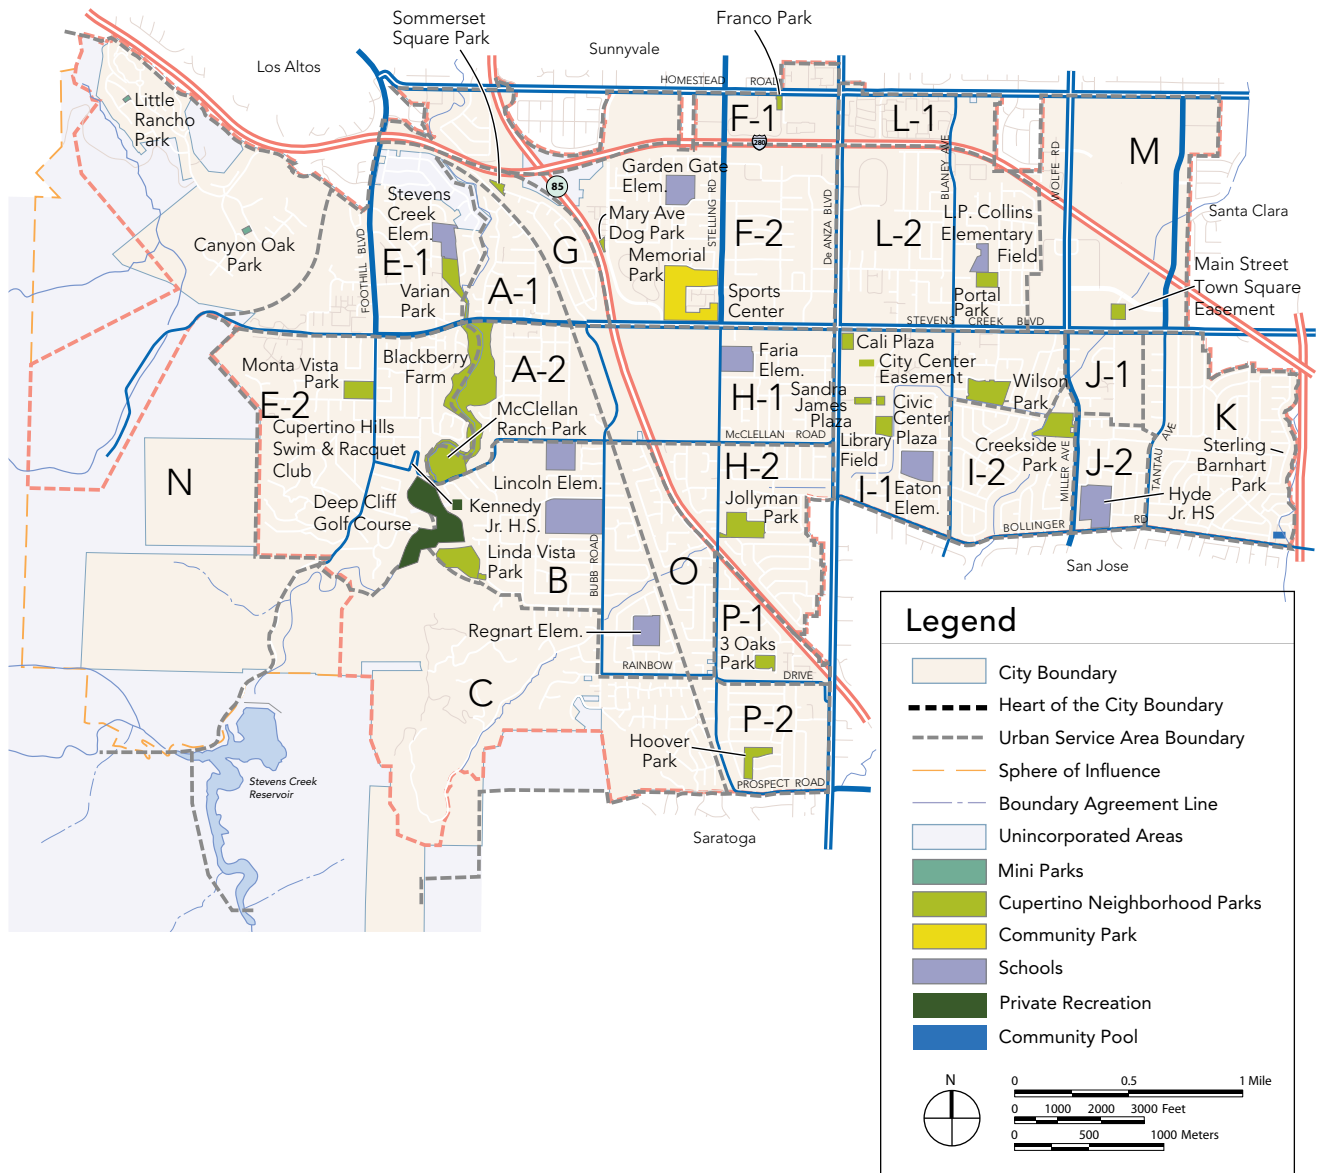 Sommerset
Square Park
Franco Park
Los Altos
Sunnyvale
HOMESTEAD ROAD
Little
Rancho
Park
F-1
L-1
280
M
BLANEY AVE
WOLFE RD
Garden Gate
Elem.
85
Stevens
Creek
Elem.
STELLING RD
De ANZA BLVD
Mary Ave
Dog Park
L.P. Collins
Elementary
Field
Santa Clara
Canyon Oak
Park
FOOTHILL BLVD
G
F-2
L-2
Memorial
Park
E-1
Varian
Park
A-1
Sports
Center
Portal
Park
Main Street
Town Square
Easement
STEVENS CREEK BLVD
Monta Vista
Park
Blackberry
Farm
A-2
Faria
Elem.
Cali Plaza
City Center
Easement
Wilson
Park
J-1
E-2
H-1
Sandra
James
Plaza
Civic
Center
Plaza
K
McClellan
Ranch Park
Cupertino Hills
Swim & Racquet
Club
McCLELLAN ROAD
Library
Field
Creekside
Park
MILLER AVE
TANTAU AVE
Sterling
Barnhart
Park
N
Lincoln Elem.
H-2
I-1
Eaton
Elem.
I-2
J-2
Hyde
Jr. HS
Deep Cliff
Golf Course
Kennedy
Jr. H.S.
Jollyman
Park
BOLLINGER RD
Linda Vista
Park
B
BUBB ROAD
O
San Jose
Regnart Elem.
P-1
3 Oaks
Park
RAINBOW DRIVE
C
P-2
Hoover
Park
PROSPECT ROAD
Stevens Creek
Reservoir
Saratoga
Legend
City Boundary
Heart of the City Boundary
Urban Service Area Boundary
Sphere of Influence
Boundary Agreement Line
Unincorporated Areas
Mini Parks
Cupertino Neighborhood Parks
Community Park
Schools
Private Recreation
Community Pool
N
0 0.5 1 Mile
0 1000 2000 3000 Feet
0 500 1000 Meters